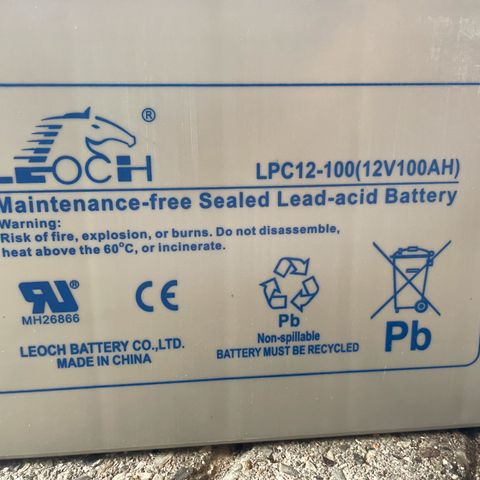 ®
LEOCH
LPC12-100(12V100AH)
Maintenance-free Sealed Lead-acid Battery
Warning:
Risk of fire, explosion, or burns. Do not disassemble,
heat above the 60°C, or incinerate.
MH26866
CE
Pb
Non-spillable
BATTERY MUST BE RECYCLED
Pb
LEOCH BATTERY CO.,LTD.
MADE IN CHINA